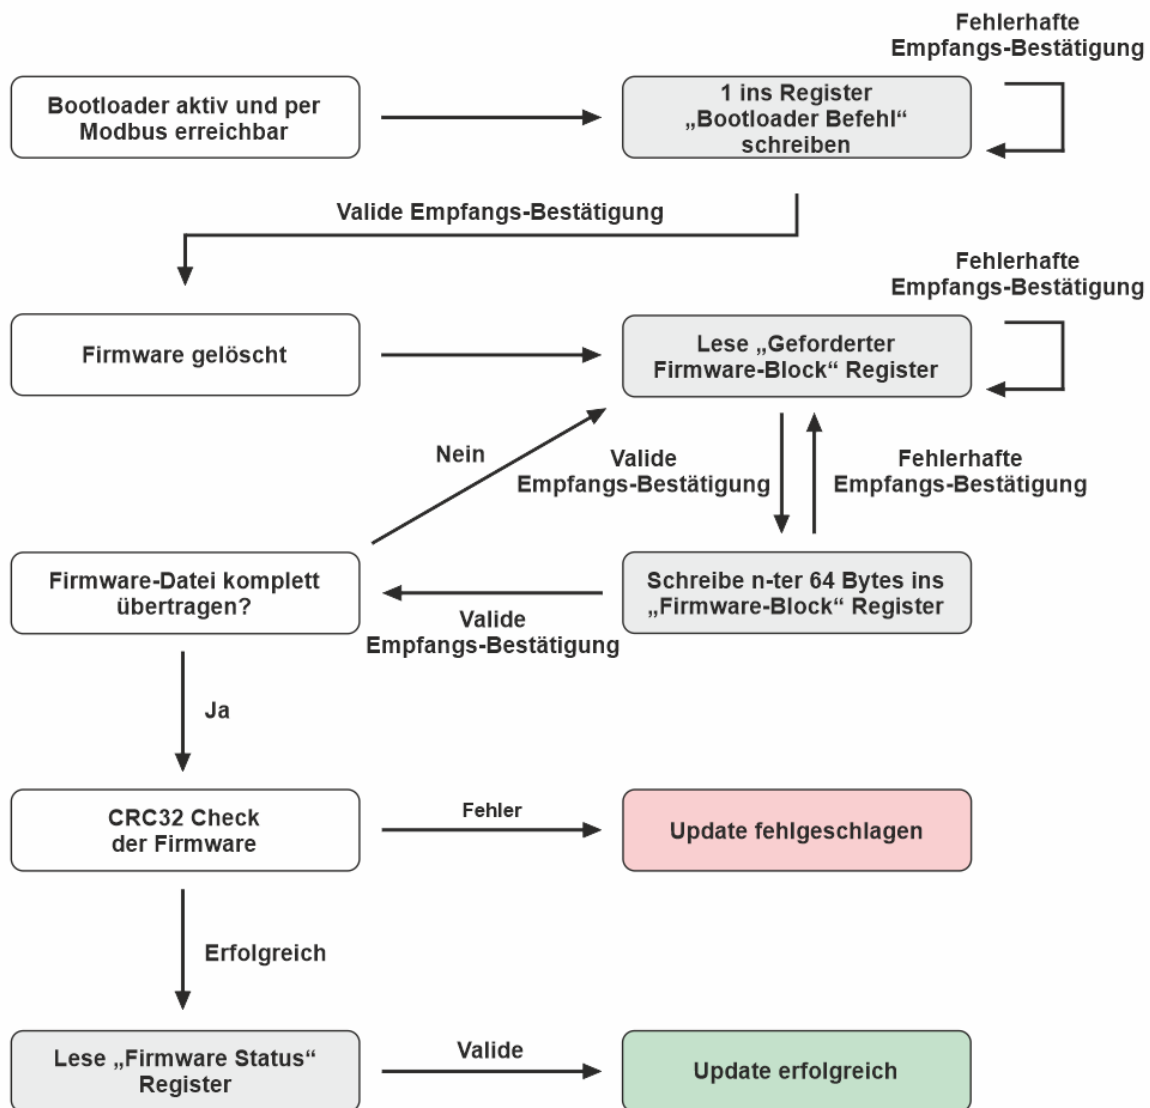 Fehlerhafte
Empfangs-Bestätigung
Bootloader aktiv und per
Modbus erreichbar
1 ins Register
„Bootloader Befehl“
schreiben
Valide Empfangs-Bestätigung
Fehlerhafte
Empfangs-Bestätigung
Firmware gelöscht
Lese „Geforderter
Firmware-Block“ Register
Nein
Valide
Empfangs-Bestätigung
Fehlerhafte
Empfangs-Bestätigung
Firmware-Datei komplett
übertragen?
Schreibe n-ter 64 Bytes ins
„Firmware-Block“ Register
Valide
Empfangs-Bestätigung
Ja
CRC32 Check
der Firmware
Fehler
Update fehlgeschlagen
Erfolgreich
Lese „Firmware Status“
Register
Valide
Update erfolgreich